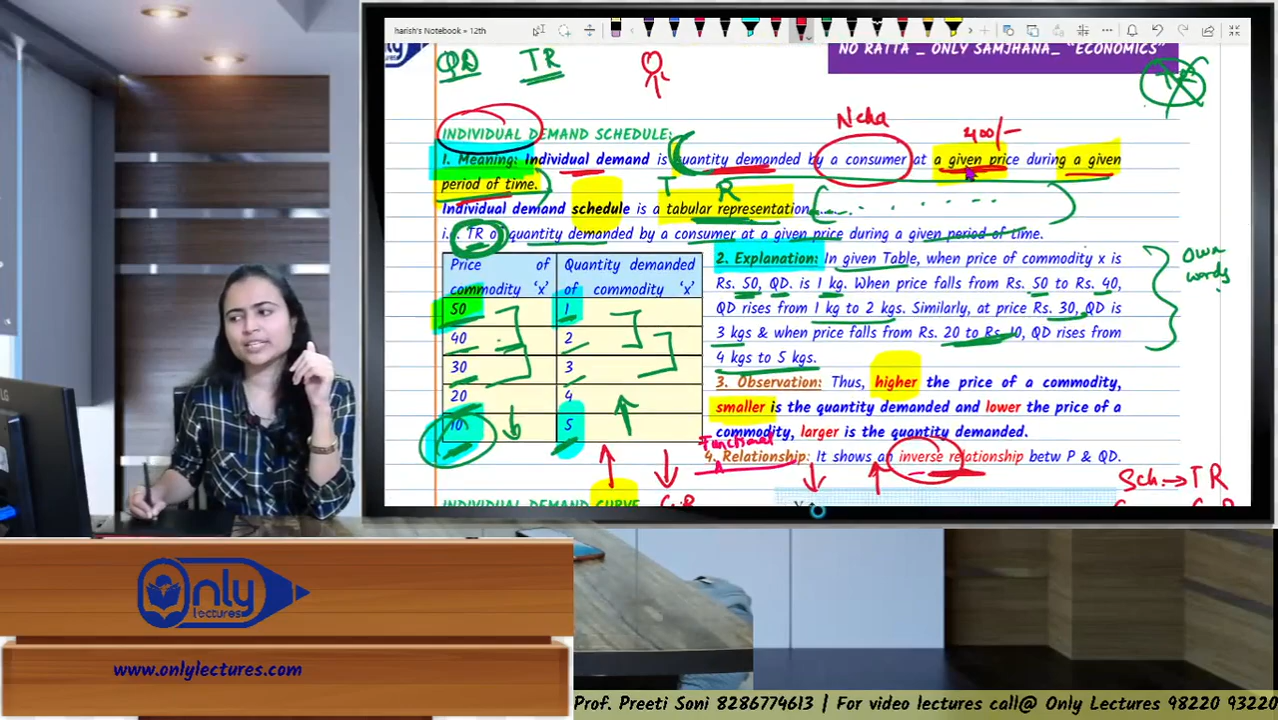 harish's Notebook » 12th
NO RATTA _ ONLY SAMJHANA_ "ECONOMICS"
QD TR
Neha
400/-
INDIVIDUAL DEMAND SCHEDULE:
1. Meaning: Individual demand is quantity demanded by a consumer at a given price during a given
period of time.
T R
Individual demand schedule is a tabular representation......
i.e. TR of quantity demanded by a consumer at a given price during a given period of time.
Price of
commodity 'x'
Quantity demanded
of commodity 'x'
50 1
40 2
30 3
20 4
10 5
2. Explanation: In given Table, when price of commodity x is
Rs. 50, QD. is 1 kg. When price falls from Rs. 50 to Rs. 40,
QD rises from 1 kg to 2 kgs. Similarly, at price Rs. 30, QD is
3 kgs & when price falls from Rs. 20 to Rs. 10, QD rises from
4 kgs to 5 kgs.
own
words
3. Observation: Thus, higher the price of a commodity,
smaller is the quantity demanded and lower the price of a
commodity, larger is the quantity demanded.
Functional
4. Relationship: It shows an inverse relationship betw P & QD.
Sch. → TR
INDIVIDUAL DEMAND CURVE
Only
Lectures
www.onlylectures.com
Prof. Preeti Soni 8286774613 | For video lectures call@ Only Lectures 98220 93220